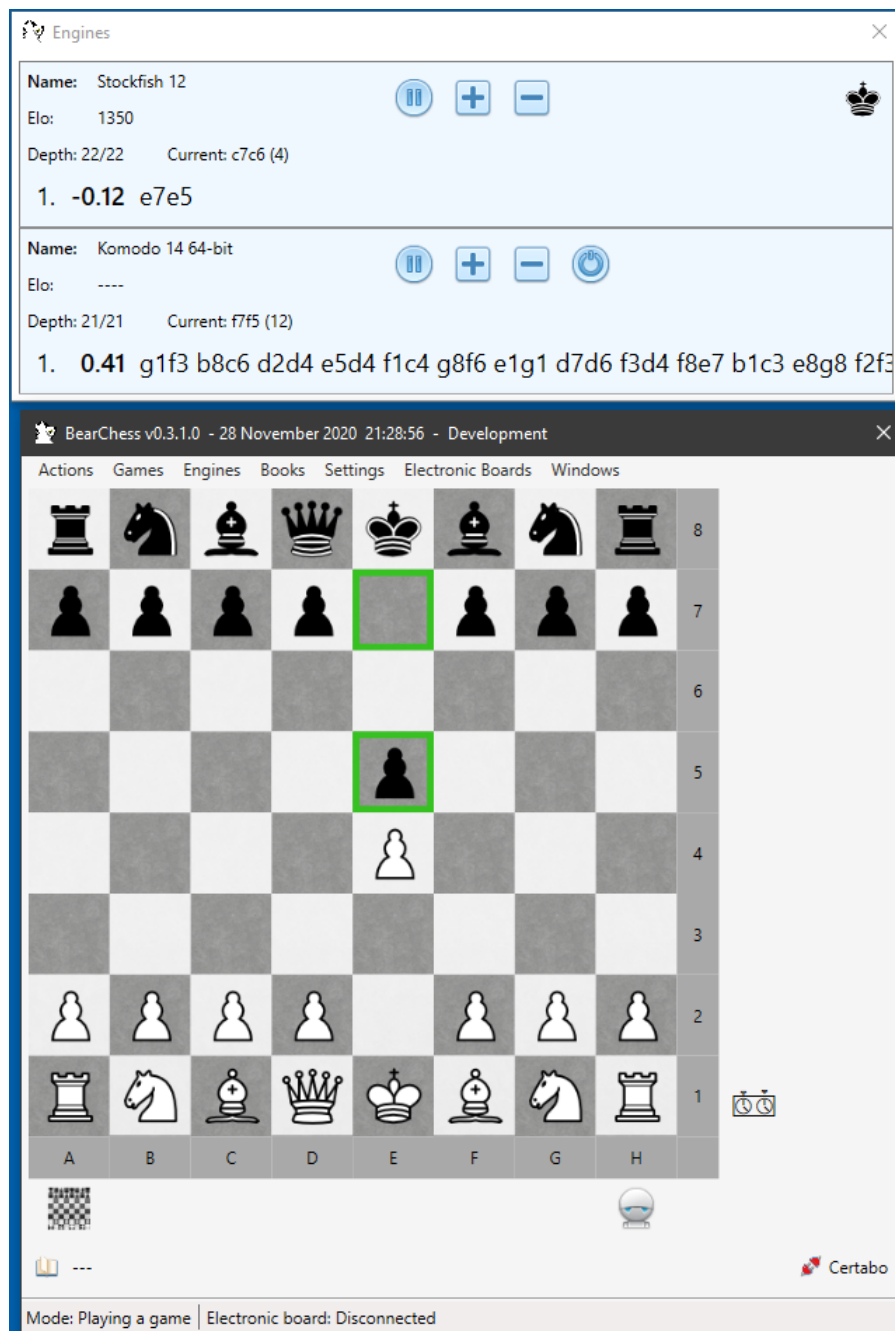 Engines
Name: Stockfish 12
Elo: 1350
Depth: 22/22 Current: c7c6 (4)
1. -0.12 e7e5
Name: Komodo 14 64-bit
Elo: ----
Depth: 21/21 Current: f7f5 (12)
1. 0.41 g1f3 b8c6 d2d4 e5d4 f1c4 g8f6 e1g1 d7d6 f3d4 f8e7 b1c3 e8g8 f2f3
BearChess v0.3.1.0 - 28 November 2020 21:28:56 - Development
Actions Games Engines Books Settings Electronic Boards Windows
8
7
6
5
4
3
2
1
A B C D E F G H
--- Certabo
Mode: Playing a game Electronic board: Disconnected